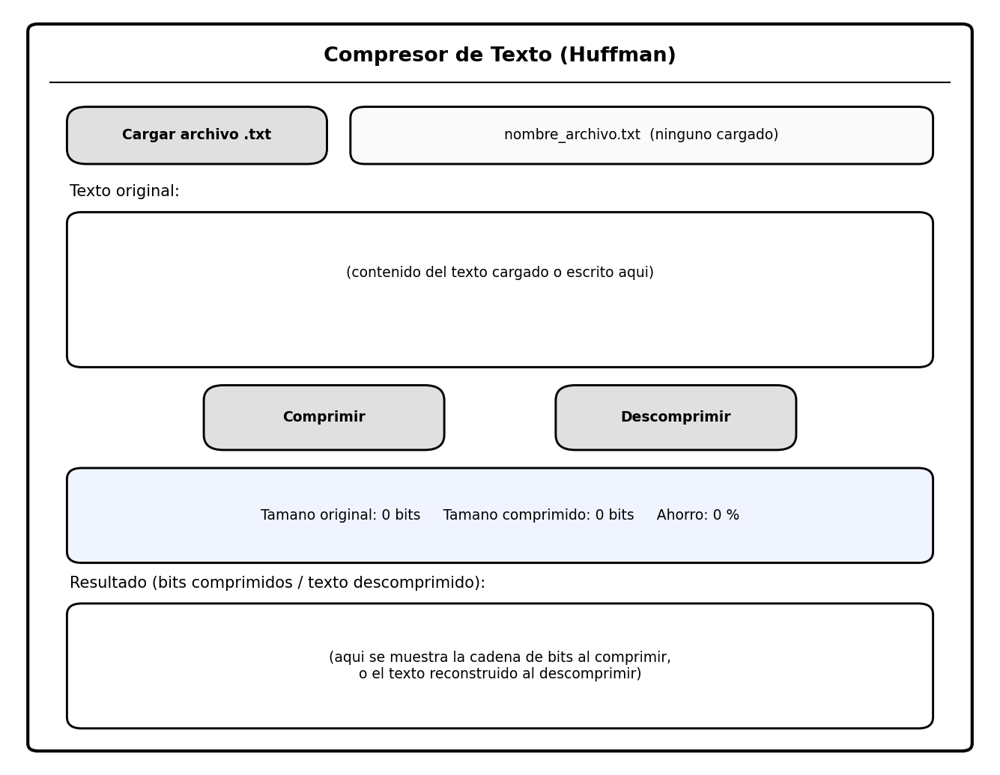 Compresor de Texto (Huffman)
Cargar archivo .txt
nombre_archivo.txt  (ninguno cargado)
Texto original:
(contenido del texto cargado o escrito aqui)
Comprimir
Descomprimir
Tamano original: 0 bits     Tamano comprimido: 0 bits     Ahorro: 0 %
Resultado (bits comprimidos / texto descomprimido):
(aqui se muestra la cadena de bits al comprimir,
o el texto reconstruido al descomprimir)